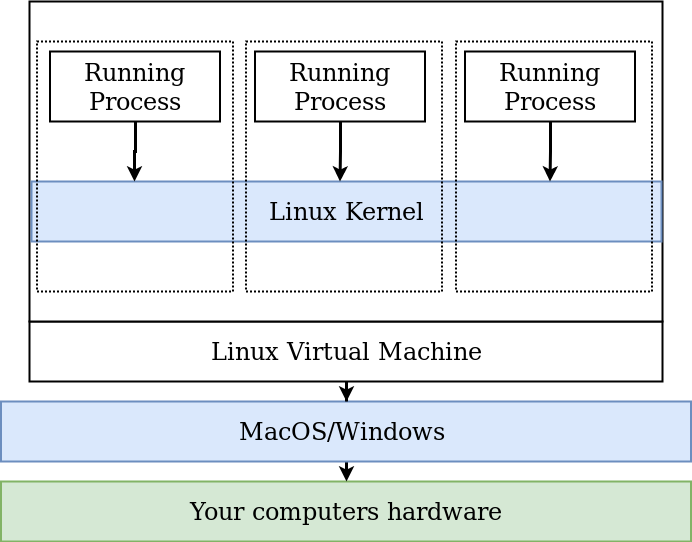 Running
Process
Running
Process
Running
Process
Linux Kernel
Linux Virtual Machine
MacOS/Windows
Your computers hardware